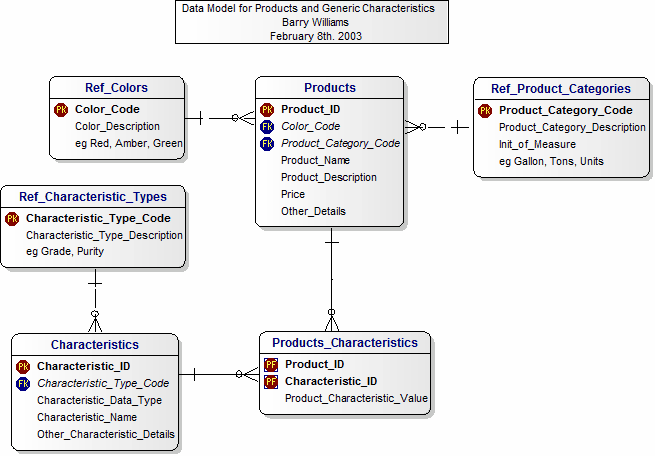 Data Model for Products and Generic Characteristics
Barry Williams
February 8th. 2003
Ref_Colors
PK Color_Code
Color_Description
eg Red, Amber, Green
Products
PK Product_ID
FK Color_Code
FK Product_Category_Code
Product_Name
Product_Description
Price
Other_Details
Ref_Product_Categories
PK Product_Category_Code
Product_Category_Description
Init_of_Measure
eg Gallon, Tons, Units
Ref_Characteristic_Types
PK Characteristic_Type_Code
Characteristic_Type_Description
eg Grade, Purity
Characteristics
PK Characteristic_ID
FK Characteristic_Type_Code
Characteristic_Data_Type
Characteristic_Name
Other_Characteristic_Details
Products_Characteristics
PF Product_ID
PF Characteristic_ID
Product_Characteristic_Value